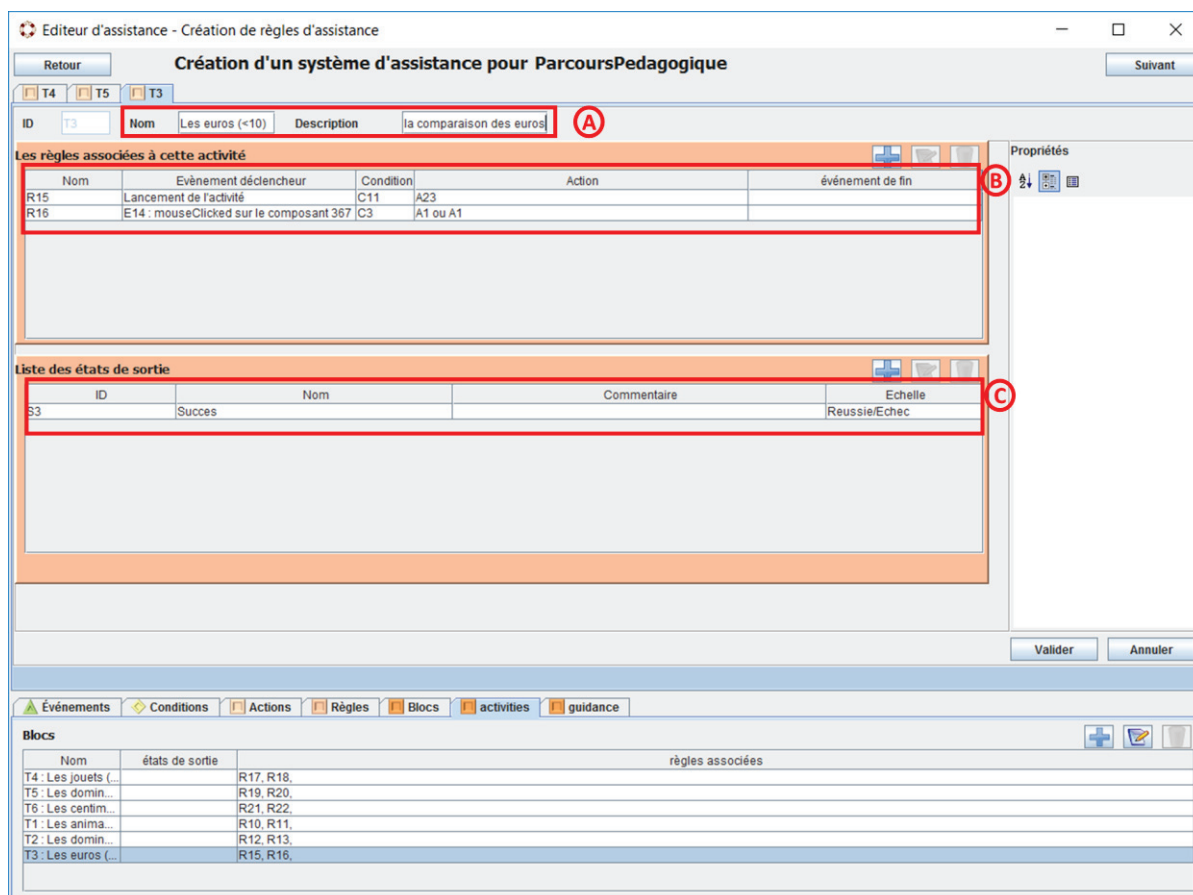 Editeur d'assistance - Création de règles d'assistance
Retour Création d'un système d'assistance pour ParcoursPedagogique Suivant
T4 T5 T3
ID T3 Nom Les euros (<10) Description la comparaison des euros A
Les règles associées à cette activité Propriétés
Nom Evènement déclencheur Condition Action événement de fin B
R15 Lancement de l'activité C11 A23
R16 E14 : mouseClicked sur le composant 367 C3 A1 ou A1
Liste des états de sortie
ID Nom Commentaire Echelle C
S3 Succes Reussie/Echec
Valider Annuler
Événements Conditions Actions Règles Blocs activities guidance
Blocs
Nom états de sortie règles associées
T4 : Les jouets (... R17, R18,
T5 : Les domin... R19, R20,
T6 : Les centim... R21, R22,
T1 : Les anima... R10, R11,
T2 : Les domin... R12, R13,
T3 : Les euros (... R15, R16,